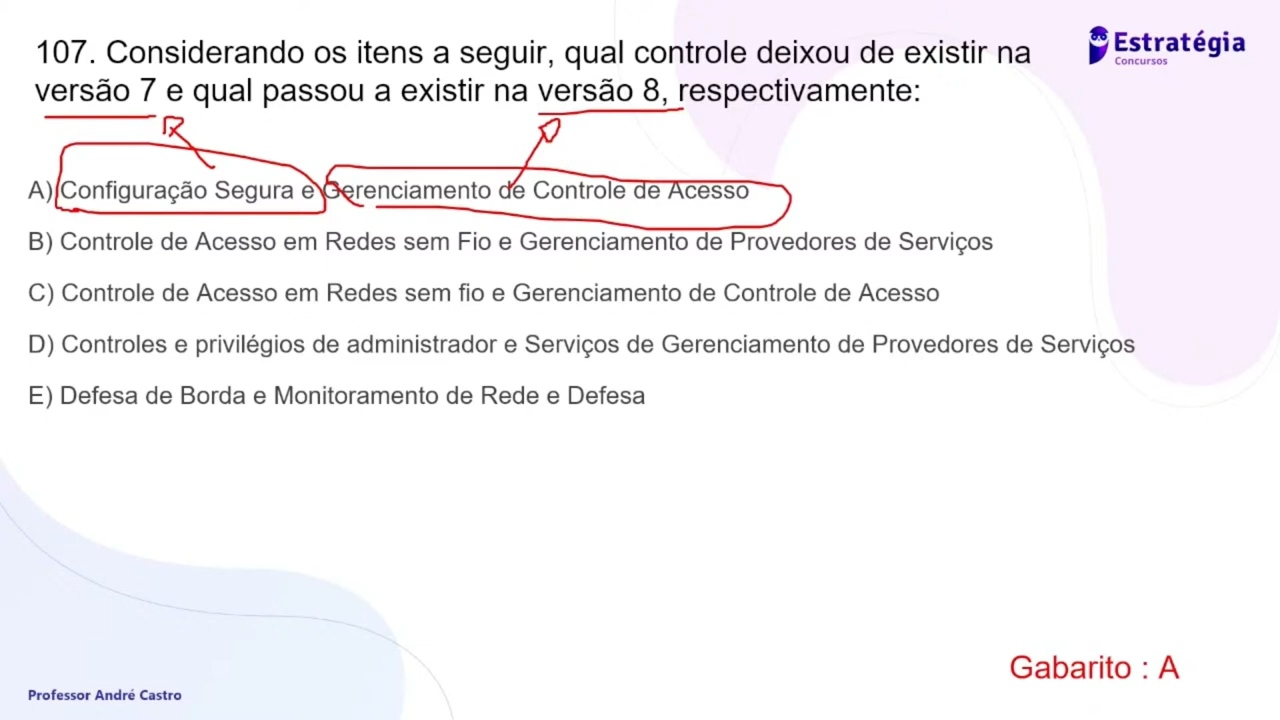 107. Considerando os itens a seguir, qual controle deixou de existir na
versão 7 e qual passou a existir na versão 8, respectivamente:
Estratégia
Concursos
A) Configuração Segura e Gerenciamento de Controle de Acesso
B) Controle de Acesso em Redes sem Fio e Gerenciamento de Provedores de Serviços
C) Controle de Acesso em Redes sem fio e Gerenciamento de Controle de Acesso
D) Controles e privilégios de administrador e Serviços de Gerenciamento de Provedores de Serviços
E) Defesa de Borda e Monitoramento de Rede e Defesa
Gabarito : A
Professor André Castro